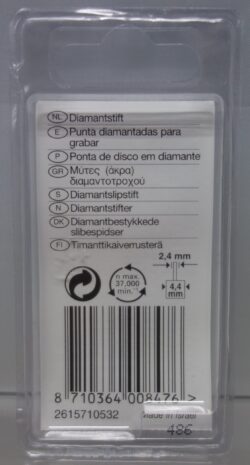 NL Diamantstift
E Punta diamantadas para
grabar
P Ponta de disco em diamante
GR Μύτες (άκρα)
διαμαντοτροχού
S Diamantslipstift
N Diamantstifter
DK Diamantbestykkede
slibespidser
FI Timanttikaiverrusterä
2,4 mm
n max.
37,000
min.
4,4
mm
8 710364 008476 >
2615710532
Made in Israel
486